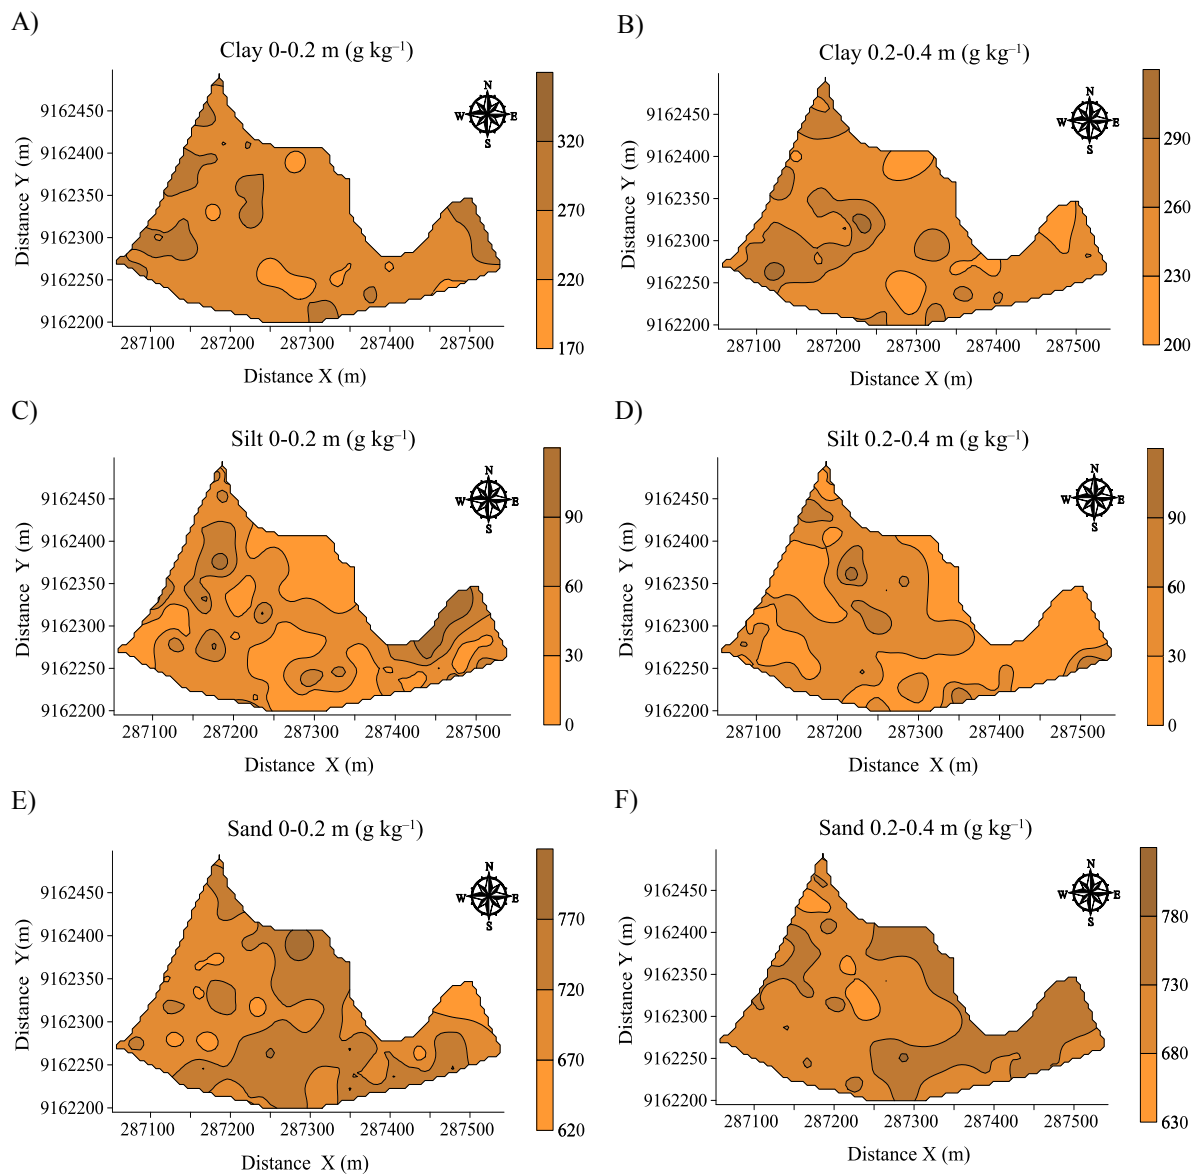 A)
Clay 0-0.2 m (g kg⁻¹)
N
W E
S
Distance Y (m)
9162450
9162400
9162350
9162300
9162250
9162200
287100 287200 287300 287400 287500
Distance X (m)
320
270
220
170
B)
Clay 0.2-0.4 m (g kg⁻¹)
N
W E
S
Distance Y (m)
9162450
9162400
9162350
9162300
9162250
9162200
287100 287200 287300 287400 287500
Distance X (m)
290
260
230
200
C)
Silt 0-0.2 m (g kg⁻¹)
N
W E
S
Distance Y (m)
9162450
9162400
9162350
9162300
9162250
9162200
287100 287200 287300 287400 287500
Distance X (m)
90
60
30
0
D)
Silt 0.2-0.4 m (g kg⁻¹)
N
W E
S
Distance Y (m)
9162450
9162400
9162350
9162300
9162250
9162200
287100 287200 287300 287400 287500
Distance X (m)
90
60
30
0
E)
Sand 0-0.2 m (g kg⁻¹)
N
W E
S
Distance Y(m)
9162450
9162400
9162350
9162300
9162250
9162200
287100 287200 287300 287400 287500
Distance X (m)
770
720
670
620
F)
Sand 0.2-0.4 m (g kg⁻¹)
N
W E
S
Distance Y (m)
9162450
9162400
9162350
9162300
9162250
9162200
287100 287200 287300 287400 287500
Distance X (m)
780
730
680
630